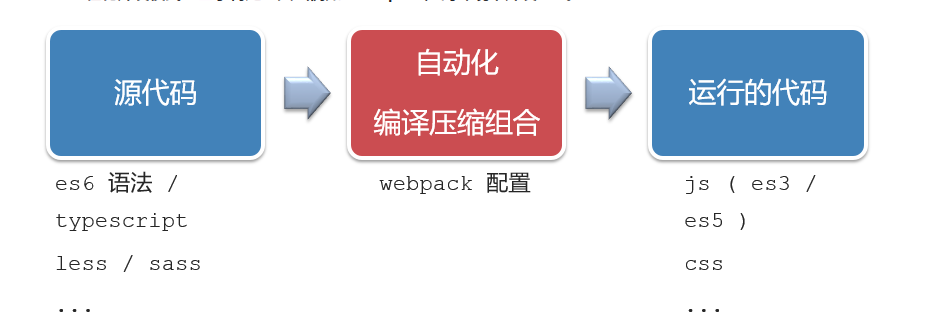 源代码
自动化
编译压缩组合
运行的代码
es6 语法 /
typescript
less / sass
...
webpack 配置
js ( es3 /
es5 )
css
...